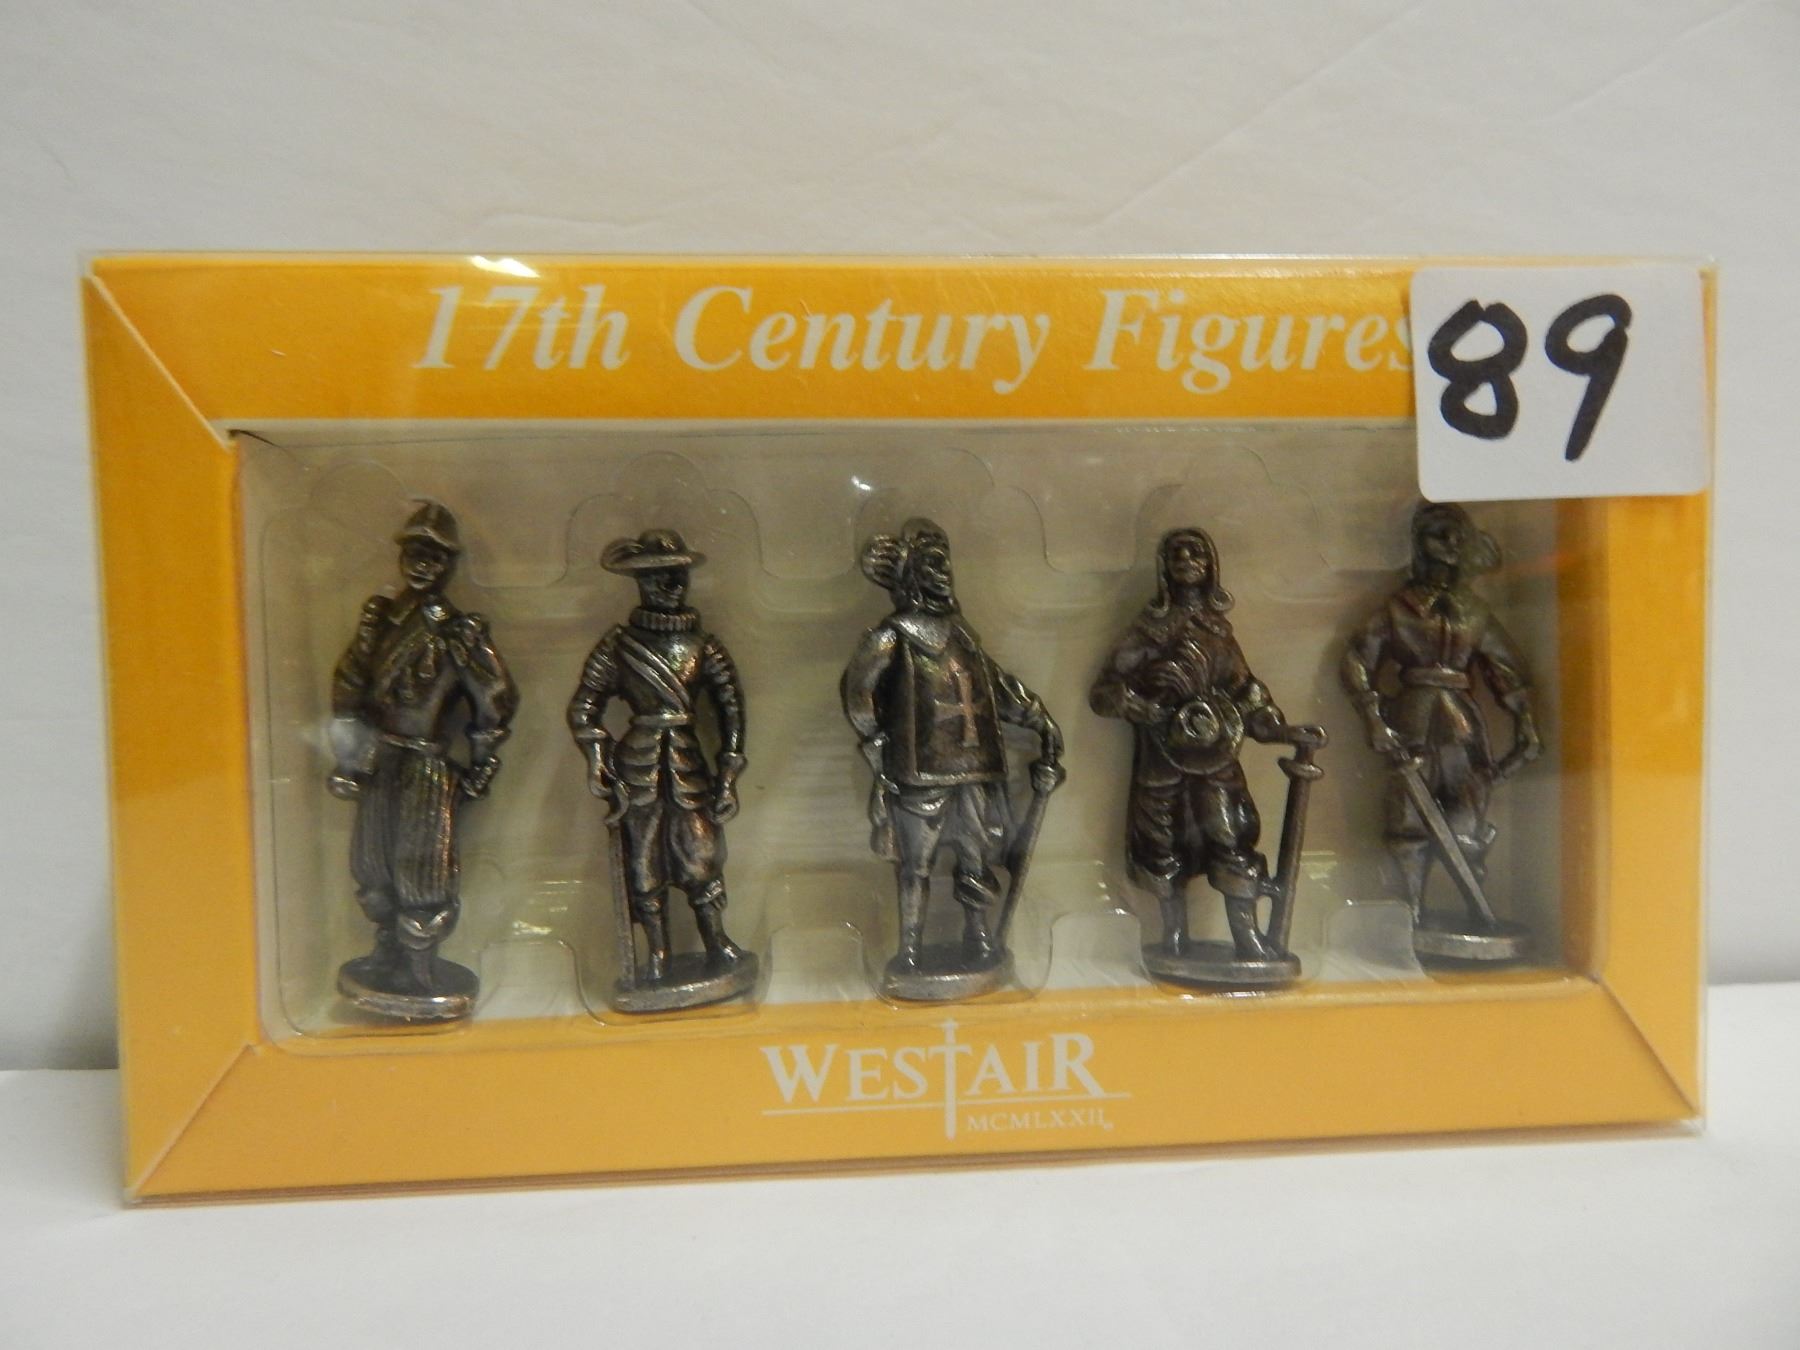 17th Century Figures
89
WESTAIR
MCMLXXII